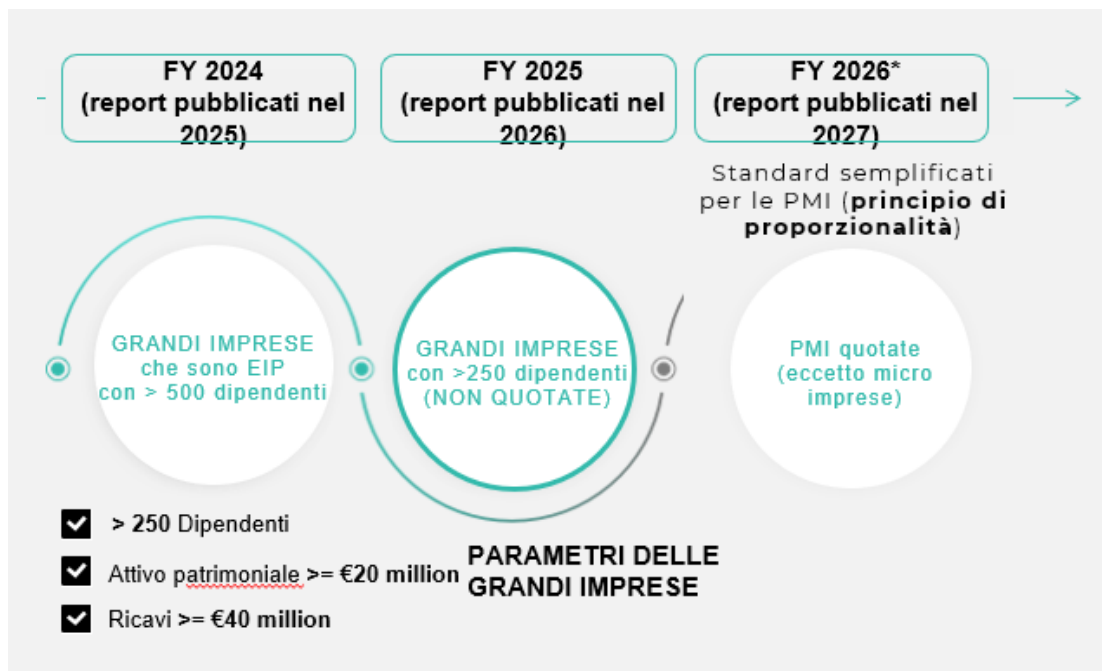 FY 2024
(report pubblicati nel
2025)
FY 2025
(report pubblicati nel
2026)
FY 2026*
(report pubblicati nel
2027)
Standard semplificati
per le PMI (principio di
proporzionalità)
GRANDI IMPRESE
che sono EIP
con > 500 dipendenti
GRANDI IMPRESE
con >250 dipendenti
(NON QUOTATE)
PMI quotate
(eccetto micro
imprese)
> 250 Dipendenti
Attivo patrimoniale >= €20 million
Ricavi >= €40 million
PARAMETRI DELLE
GRANDI IMPRESE